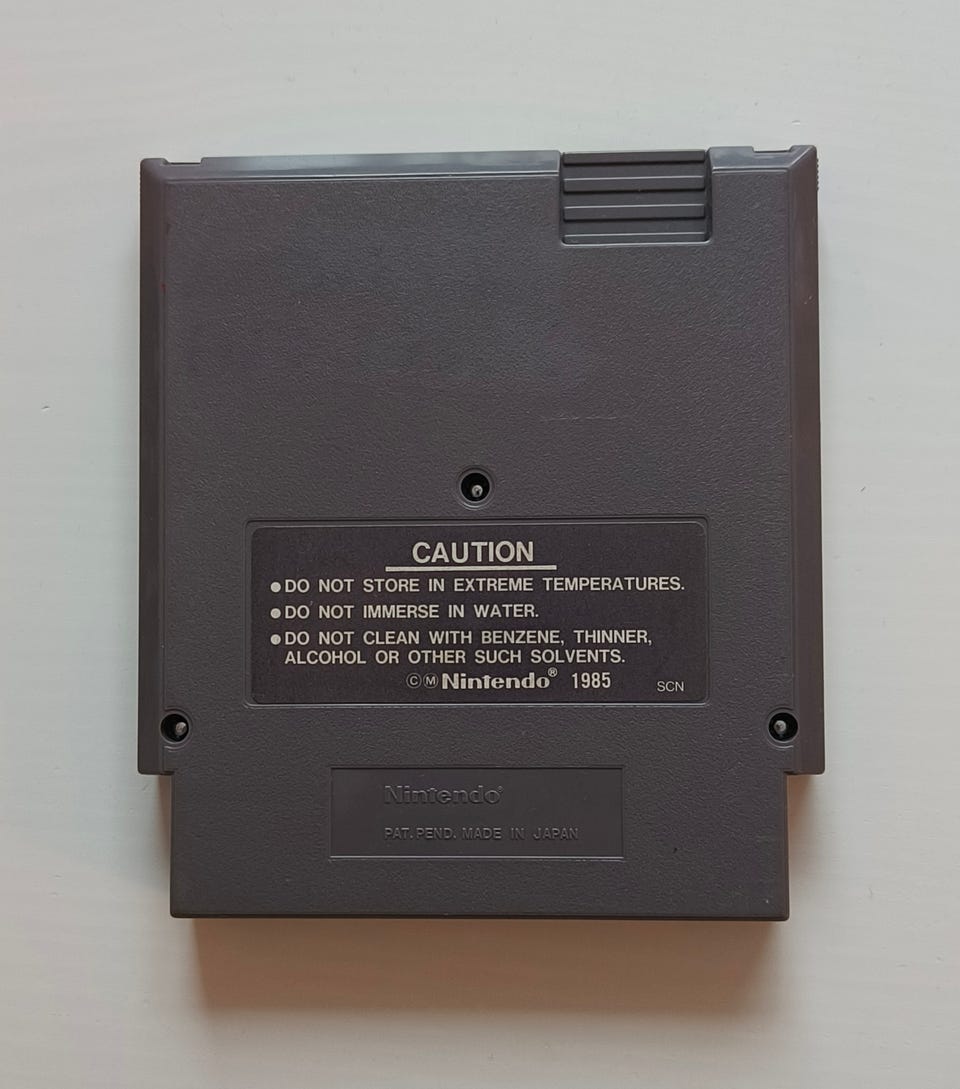 CAUTION
●DO NOT STORE IN EXTREME TEMPERATURES.
●DO NOT IMMERSE IN WATER.
●DO NOT CLEAN WITH BENZENE, THINNER,
ALCOHOL OR OTHER SUCH SOLVENTS.
©Ⓜ Nintendo® 1985 SCN
Nintendo®
PAT. PEND. MADE IN JAPAN